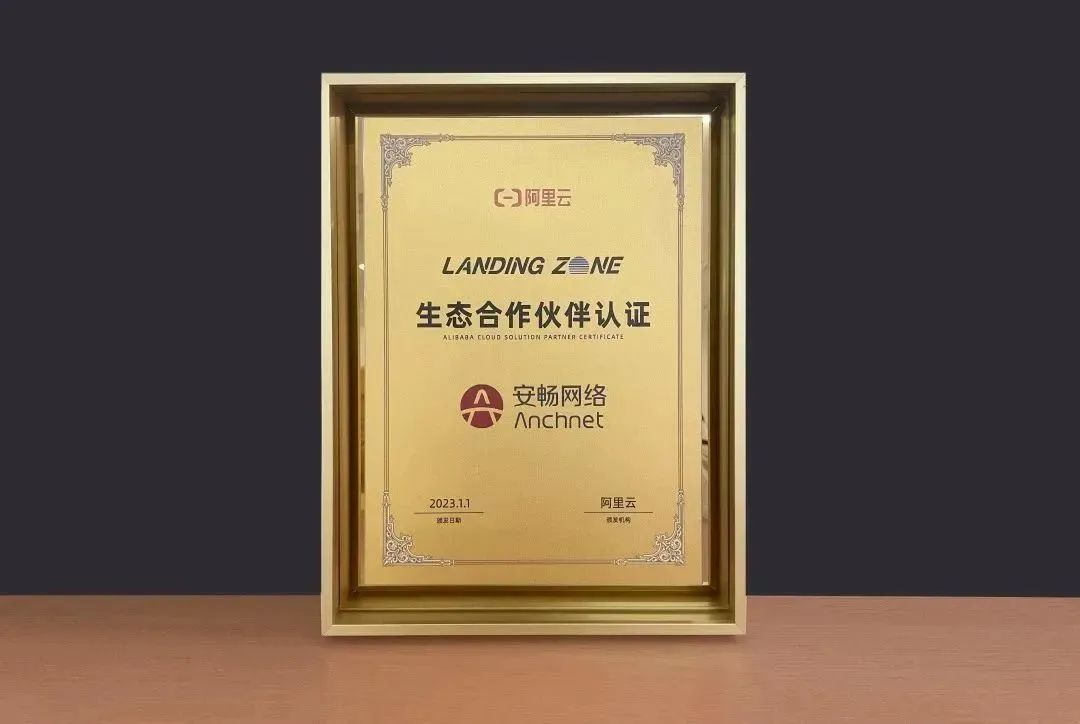 阿里云
LANDING ZONE
生态合作伙伴认证
ALIBABA CLOUD SOLUTION PARTNER CERTIFICATE
安畅网络
Anchnet
2023.1.1
颁发日期
阿里云
颁发机构